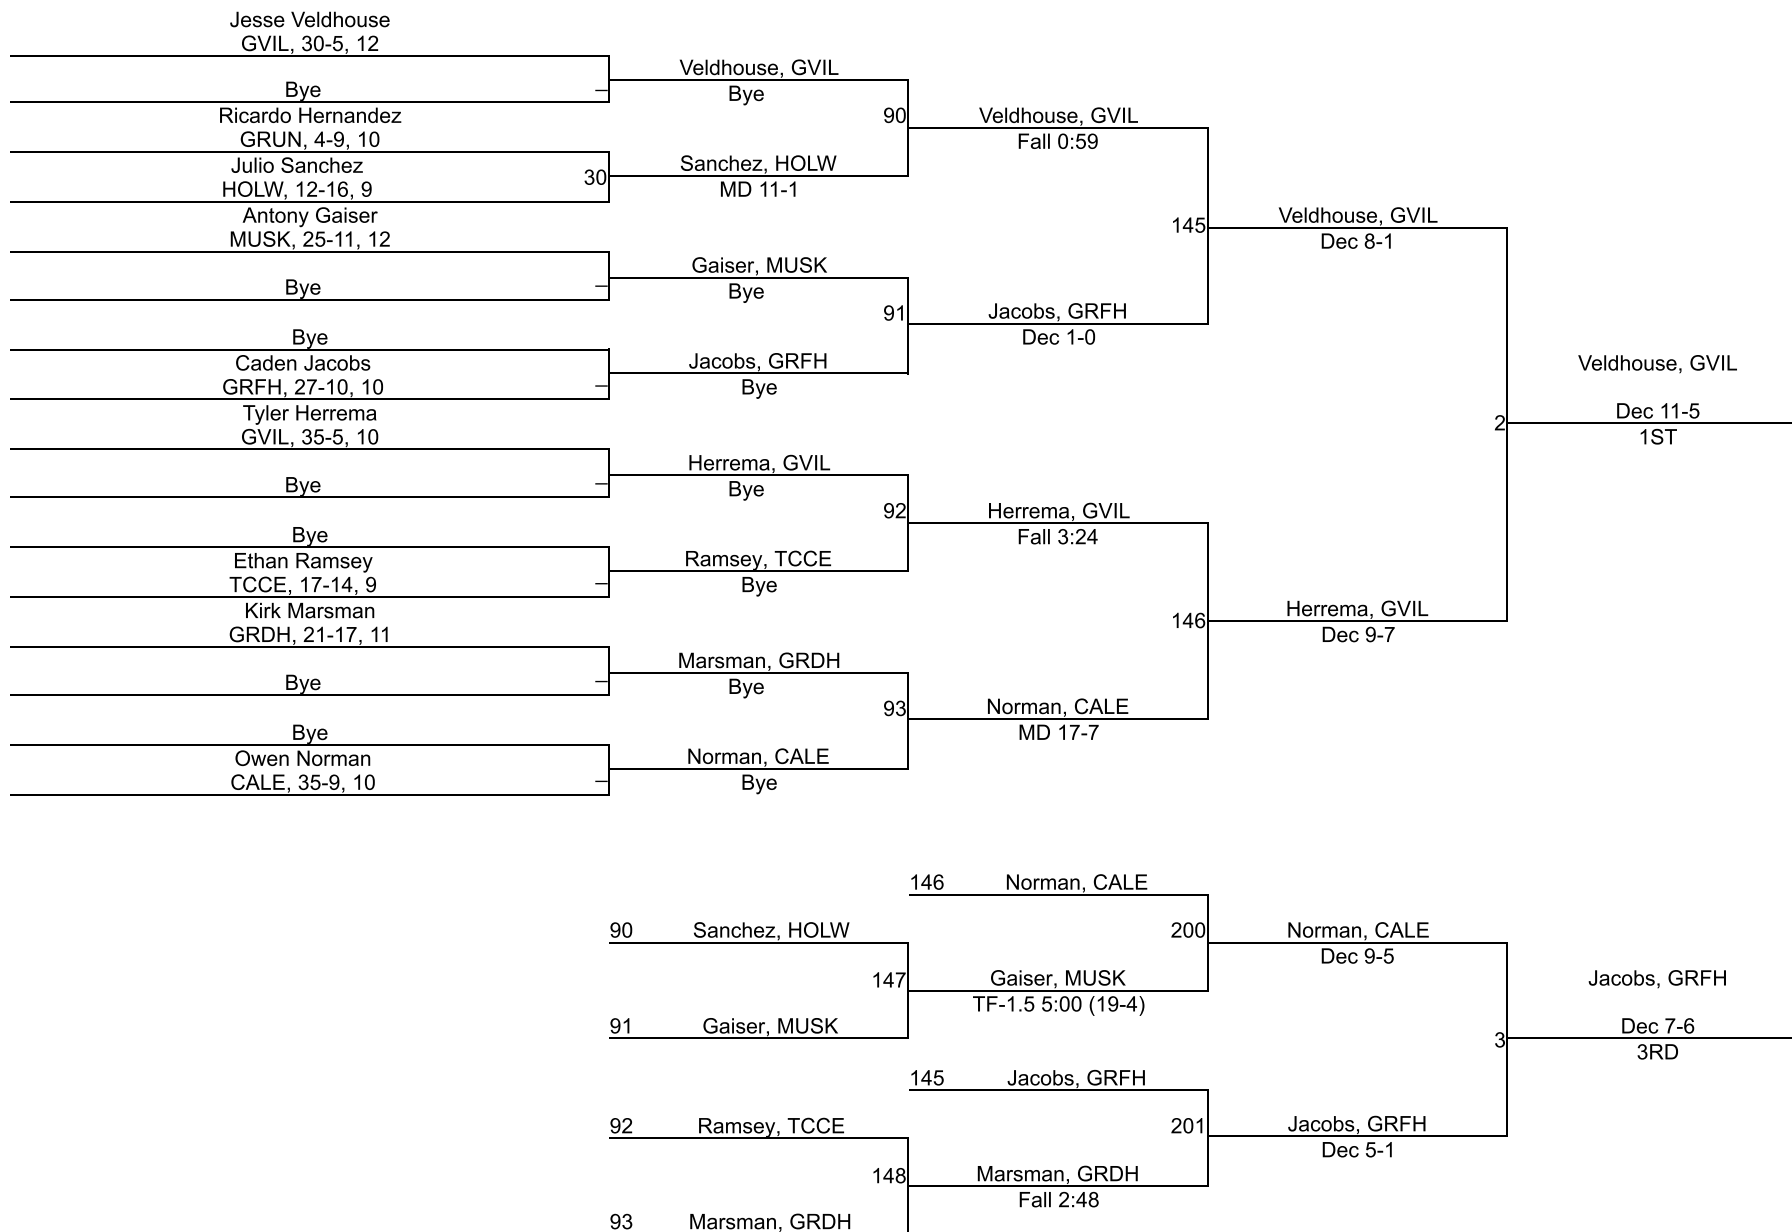 Jesse Veldhouse
GVIL, 30-5, 12
Bye
Ricardo Hernandez
GRUN, 4-9, 10
Julio Sanchez
HOLW, 12-16, 9
Antony Gaiser
MUSK, 25-11, 12
Bye
Bye
Caden Jacobs
GRFH, 27-10, 10
Tyler Herrema
GVIL, 35-5, 10
Bye
Bye
Ethan Ramsey
TCCE, 17-14, 9
Kirk Marsman
GRDH, 21-17, 11
Bye
Bye
Owen Norman
CALE, 35-9, 10
–
30
–
–
–
–
–
–
Veldhouse, GVIL
Bye
Sanchez, HOLW
MD 11-1
Gaiser, MUSK
Bye
Jacobs, GRFH
Bye
Herrema, GVIL
Bye
Ramsey, TCCE
Bye
Marsman, GRDH
Bye
Norman, CALE
Bye
90
91
92
93
Veldhouse, GVIL
Fall 0:59
Jacobs, GRFH
Dec 1-0
Herrema, GVIL
Fall 3:24
Norman, CALE
MD 17-7
145
146
Veldhouse, GVIL
Dec 8-1
Herrema, GVIL
Dec 9-7
2
Veldhouse, GVIL
Dec 11-5
1ST
90 Sanchez, HOLW
91 Gaiser, MUSK
92 Ramsey, TCCE
93 Marsman, GRDH
147
148
146 Norman, CALE
Gaiser, MUSK
TF-1.5 5:00 (19-4)
145 Jacobs, GRFH
Marsman, GRDH
Fall 2:48
200
201
Norman, CALE
Dec 9-5
Jacobs, GRFH
Dec 5-1
3
Jacobs, GRFH
Dec 7-6
3RD